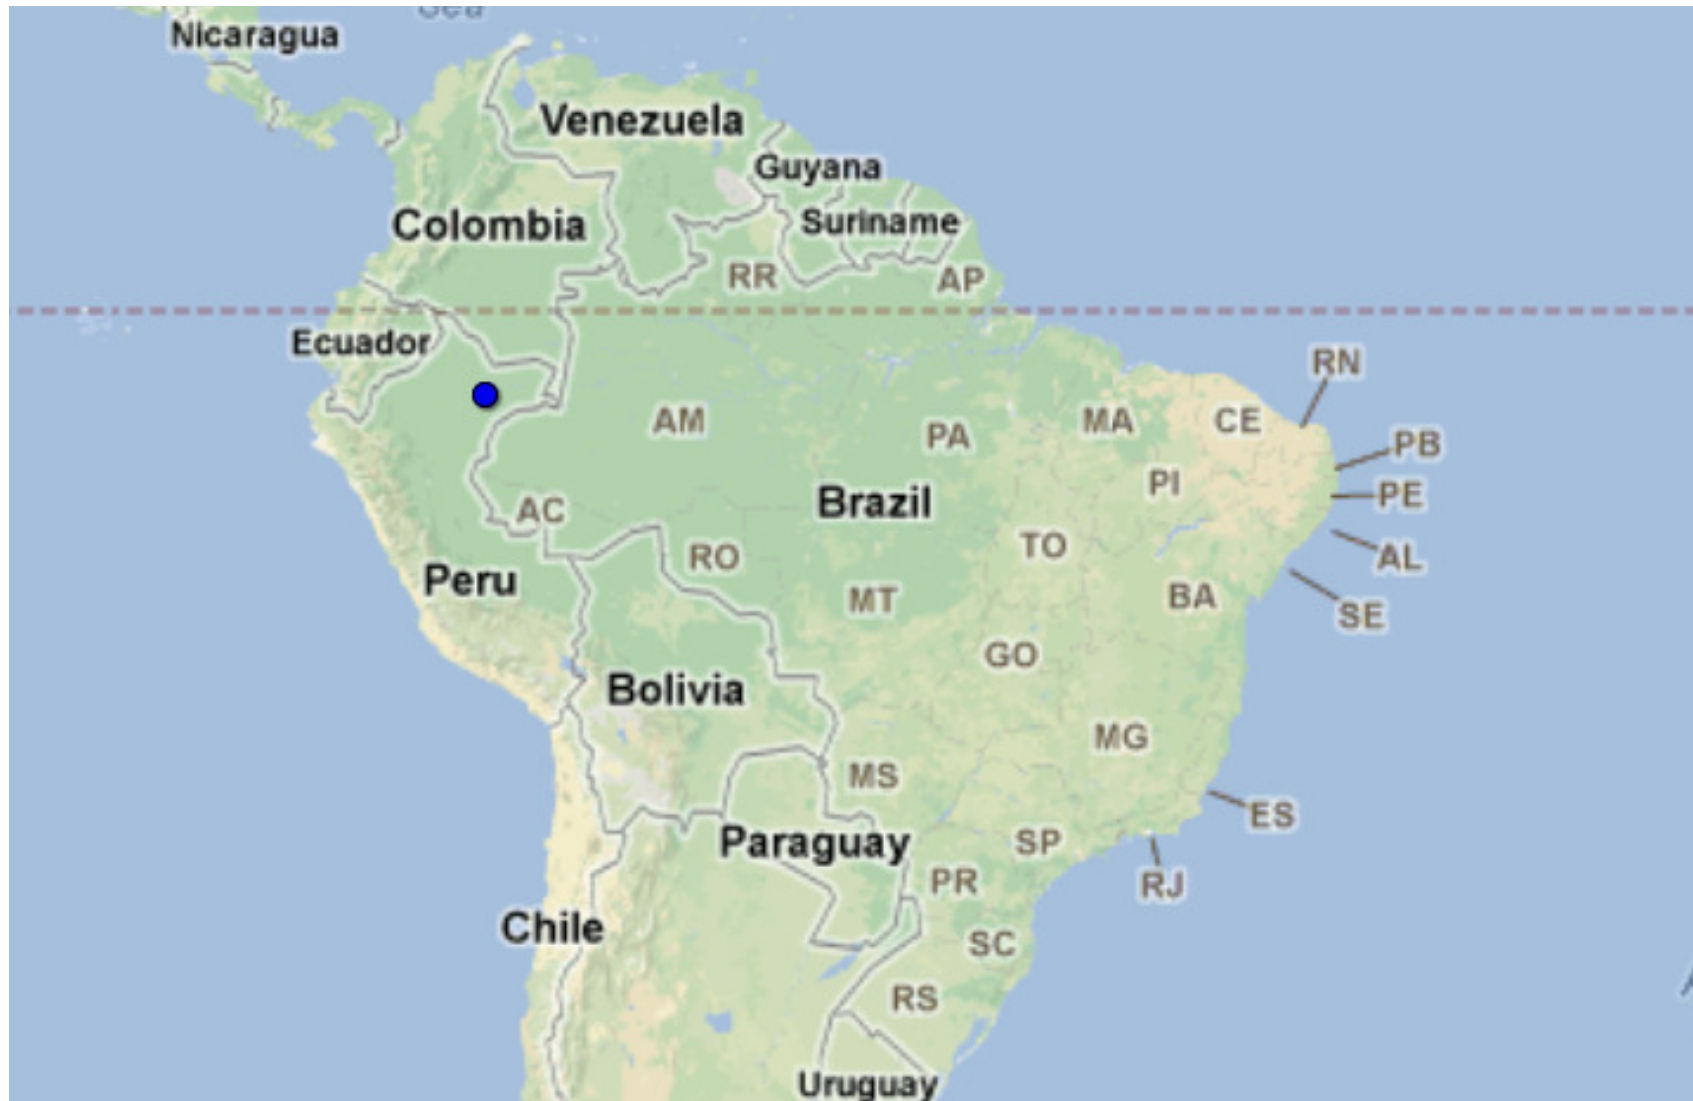 Sea
Nicaragua
Venezuela
Guyana
Colombia
Suriname
RR
AP
Ecuador
RN
AM
PA
MA
CE
PB
PI
PE
Brazil
AC
TO
AL
RO
Peru
MT
BA
SE
GO
Bolivia
MG
MS
ES
Paraguay
SP
PR
RJ
Chile
SC
RS
Uruguay